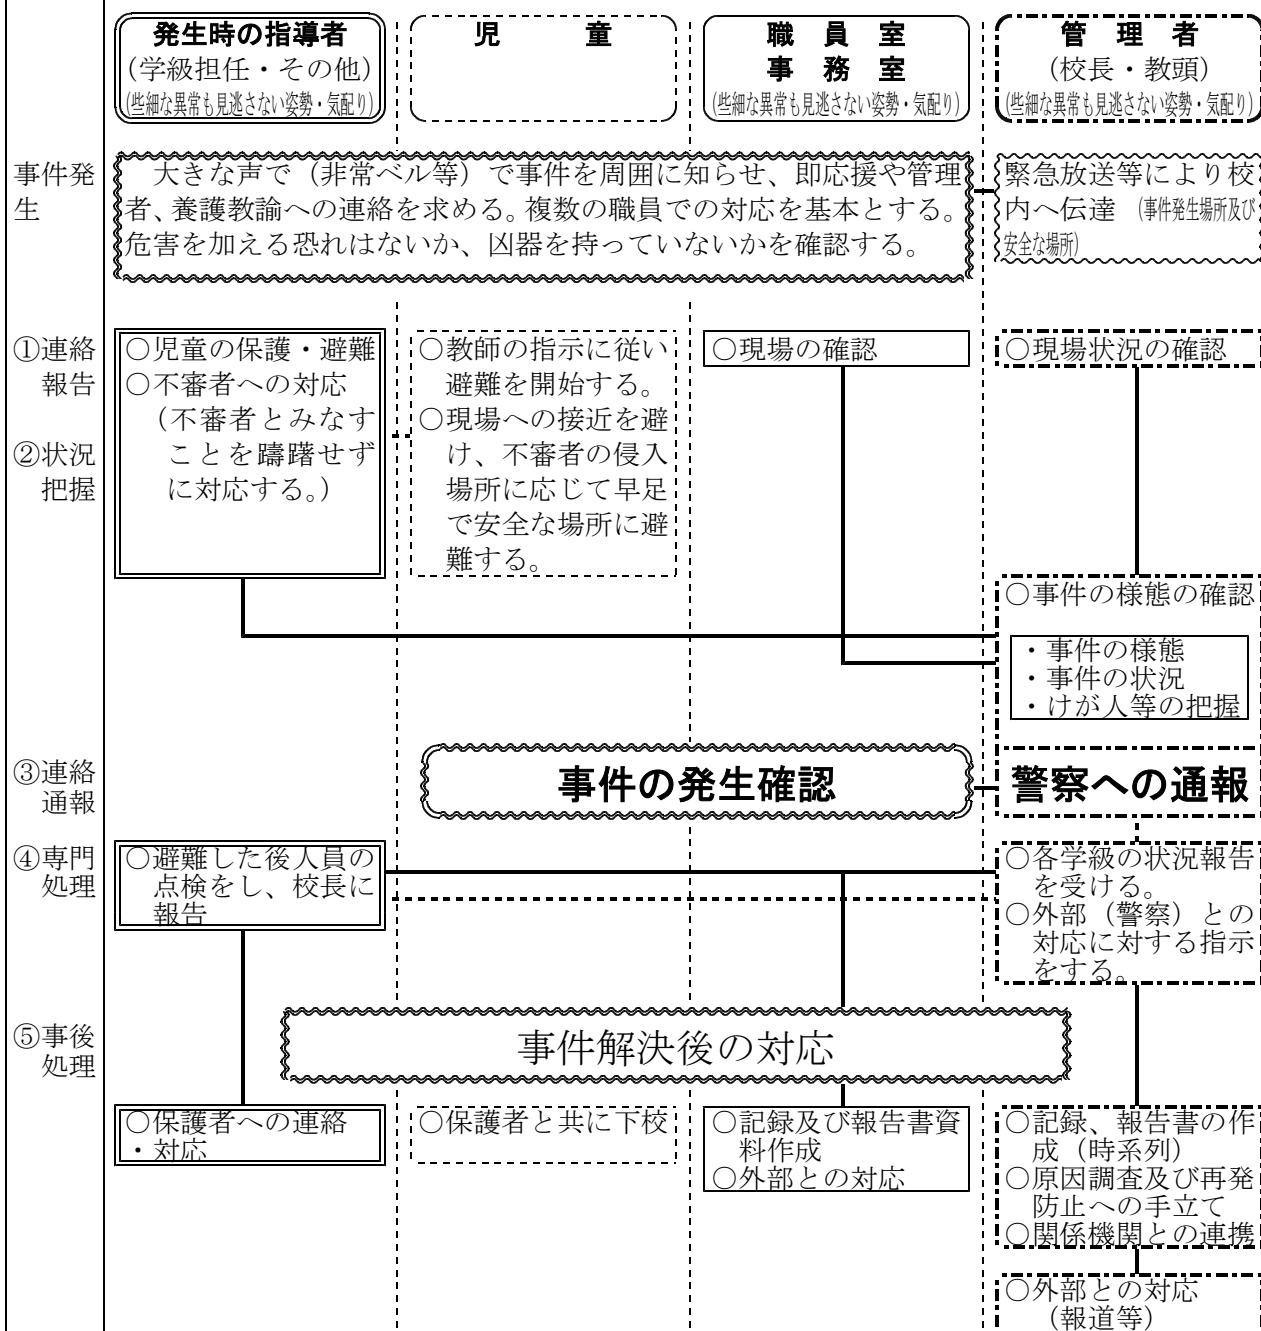 発生時の指導者
(学級担任・その他)
(些細な異常も見逃さない姿勢・気配り)
児　　童
職　員　室
事　務　室
(些細な異常も見逃さない姿勢・気配り)
管　理　者
(校長・教頭)
(些細な異常も見逃さない姿勢・気配り)
事件発
生
大きな声で（非常ベル等）で事件を周囲に知らせ、即応援や管理
者、養護教諭への連絡を求める。複数の職員での対応を基本とする。
危害を加える恐れはないか、凶器を持っていないかを確認する。
緊急放送等により校
内へ伝達 (事件発生場所及び
安全な場所)
①連絡
報告
②状況
把握
○児童の保護・避難
○不審者への対応
（不審者とみなす
ことを躊躇せず
に対応する。）
○教師の指示に従い
避難を開始する。
○現場への接近を避
け、不審者の侵入
場所に応じて早足
で安全な場所に避
難する。
○現場の確認
○現場状況の確認
○事件の様態の確認
・事件の様態
・事件の状況
・けが人等の把握
③連絡
通報
事件の発生確認
警察への通報
④専門
処理
○避難した後人員の
点検をし、校長に
報告
○各学級の状況報告
を受ける。
○外部（警察）との
対応に対する指示
をする。
⑤事後
処理
事件解決後の対応
○保護者への連絡
・対応
○保護者と共に下校
○記録及び報告書資
料作成
○外部との対応
○記録、報告書の作
成（時系列）
○原因調査及び再発
防止への手立て
○関係機関との連携
○外部との対応
（報道等）